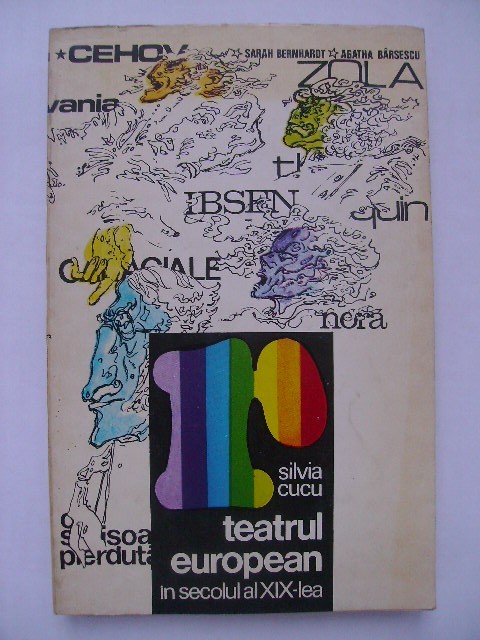 ★ CEHOV ☆ SARAH BERNHARDT ☆ AGATHA BÂRSESCU
ZOLA
vania
IBSEN
quin
nora
r
silvia
cucu
teatrul
european
în secolul al XIX-lea
pierdută